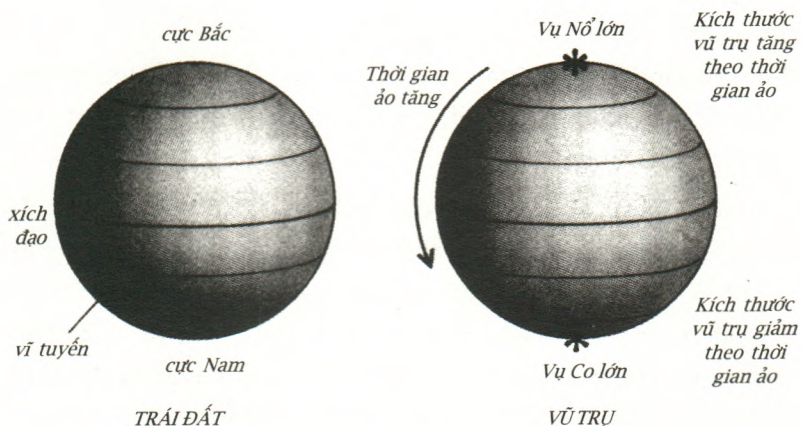 cực Bắc
xích
đạo
vĩ tuyến
cực Nam
TRÁI ĐẤT
Vụ Nổ lớn
Thời gian
ảo tăng
Kích thước
vũ trụ tăng
theo thời
gian ảo
Kích thước
vũ trụ giảm
theo thời
gian ảo
Vụ Co lớn
VŨ TRỤ